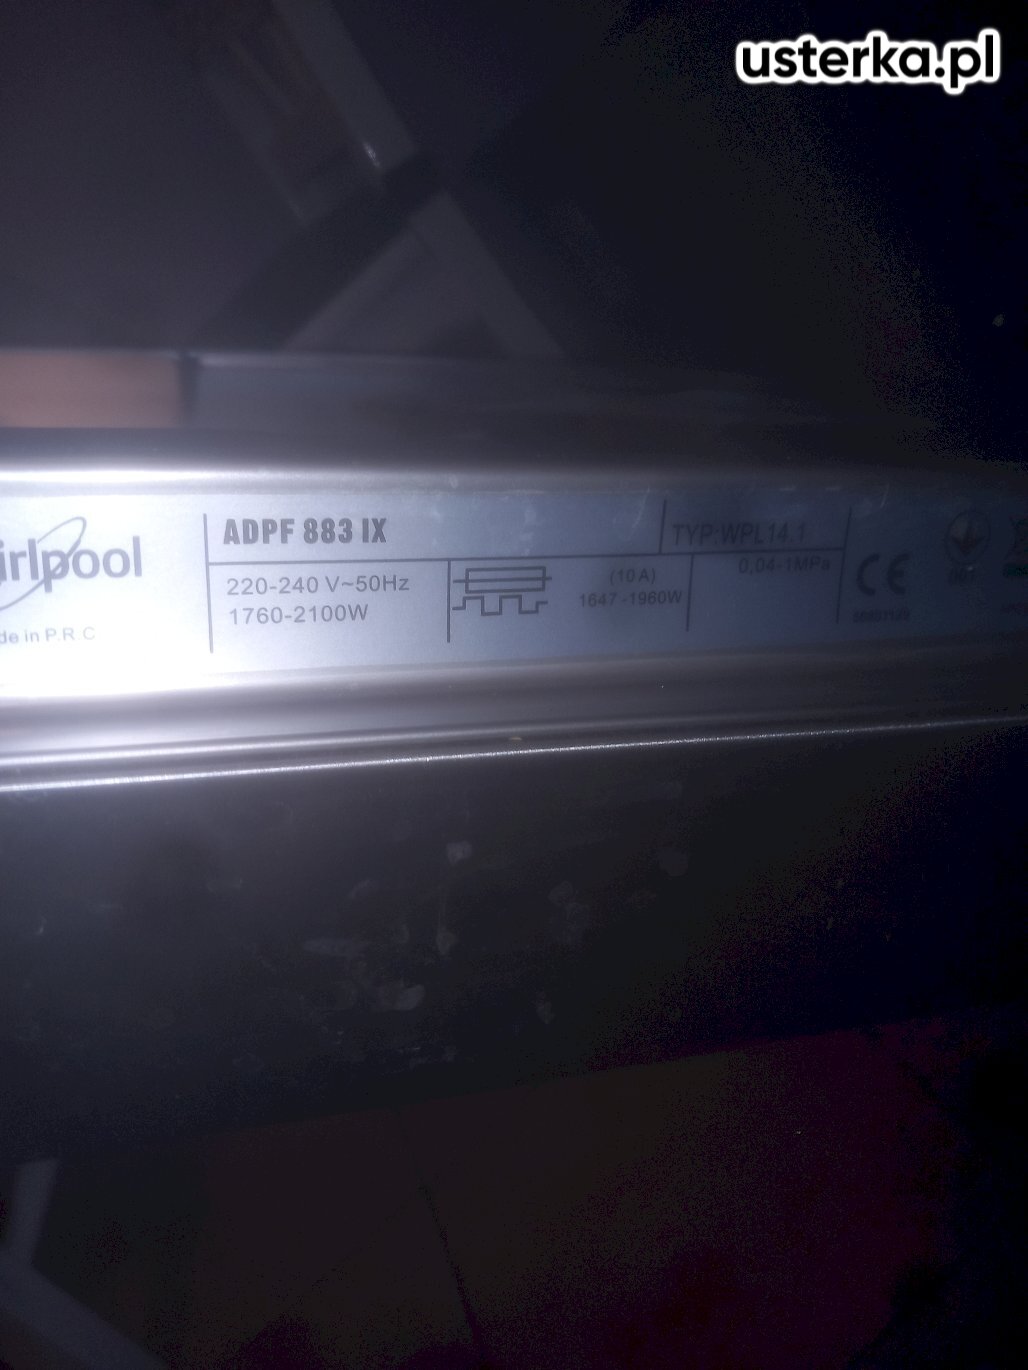 usterka.pl
irlpool
de in P.R.C
ADPF 883 IX
220-240 V~50Hz
1760-2100W
(10A)
1647-1960W
TYP:WPL14.1
0,04-1MPa
CE